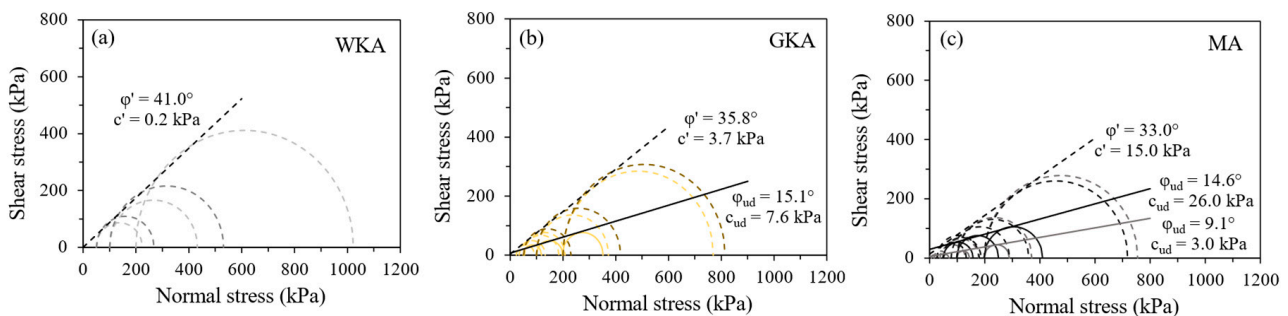 (a)
WKA
Shear stress (kPa)
800
600
400
200
0
φ' = 41.0°
c' = 0.2 kPa
0 200 400 600 800 1000 1200
Normal stress (kPa)
(b)
GKA
Shear stress (kPa)
800
600
400
200
0
φ' = 35.8°
c' = 3.7 kPa
φud = 15.1°
cud = 7.6 kPa
0 200 400 600 800 1000 1200
Normal stress (kPa)
(c)
MA
Shear stress (kPa)
800
600
400
200
0
φ' = 33.0°
c' = 15.0 kPa
φud = 14.6°
cud = 26.0 kPa
φud = 9.1°
cud = 3.0 kPa
0 200 400 600 800 1000 1200
Normal stress (kPa)